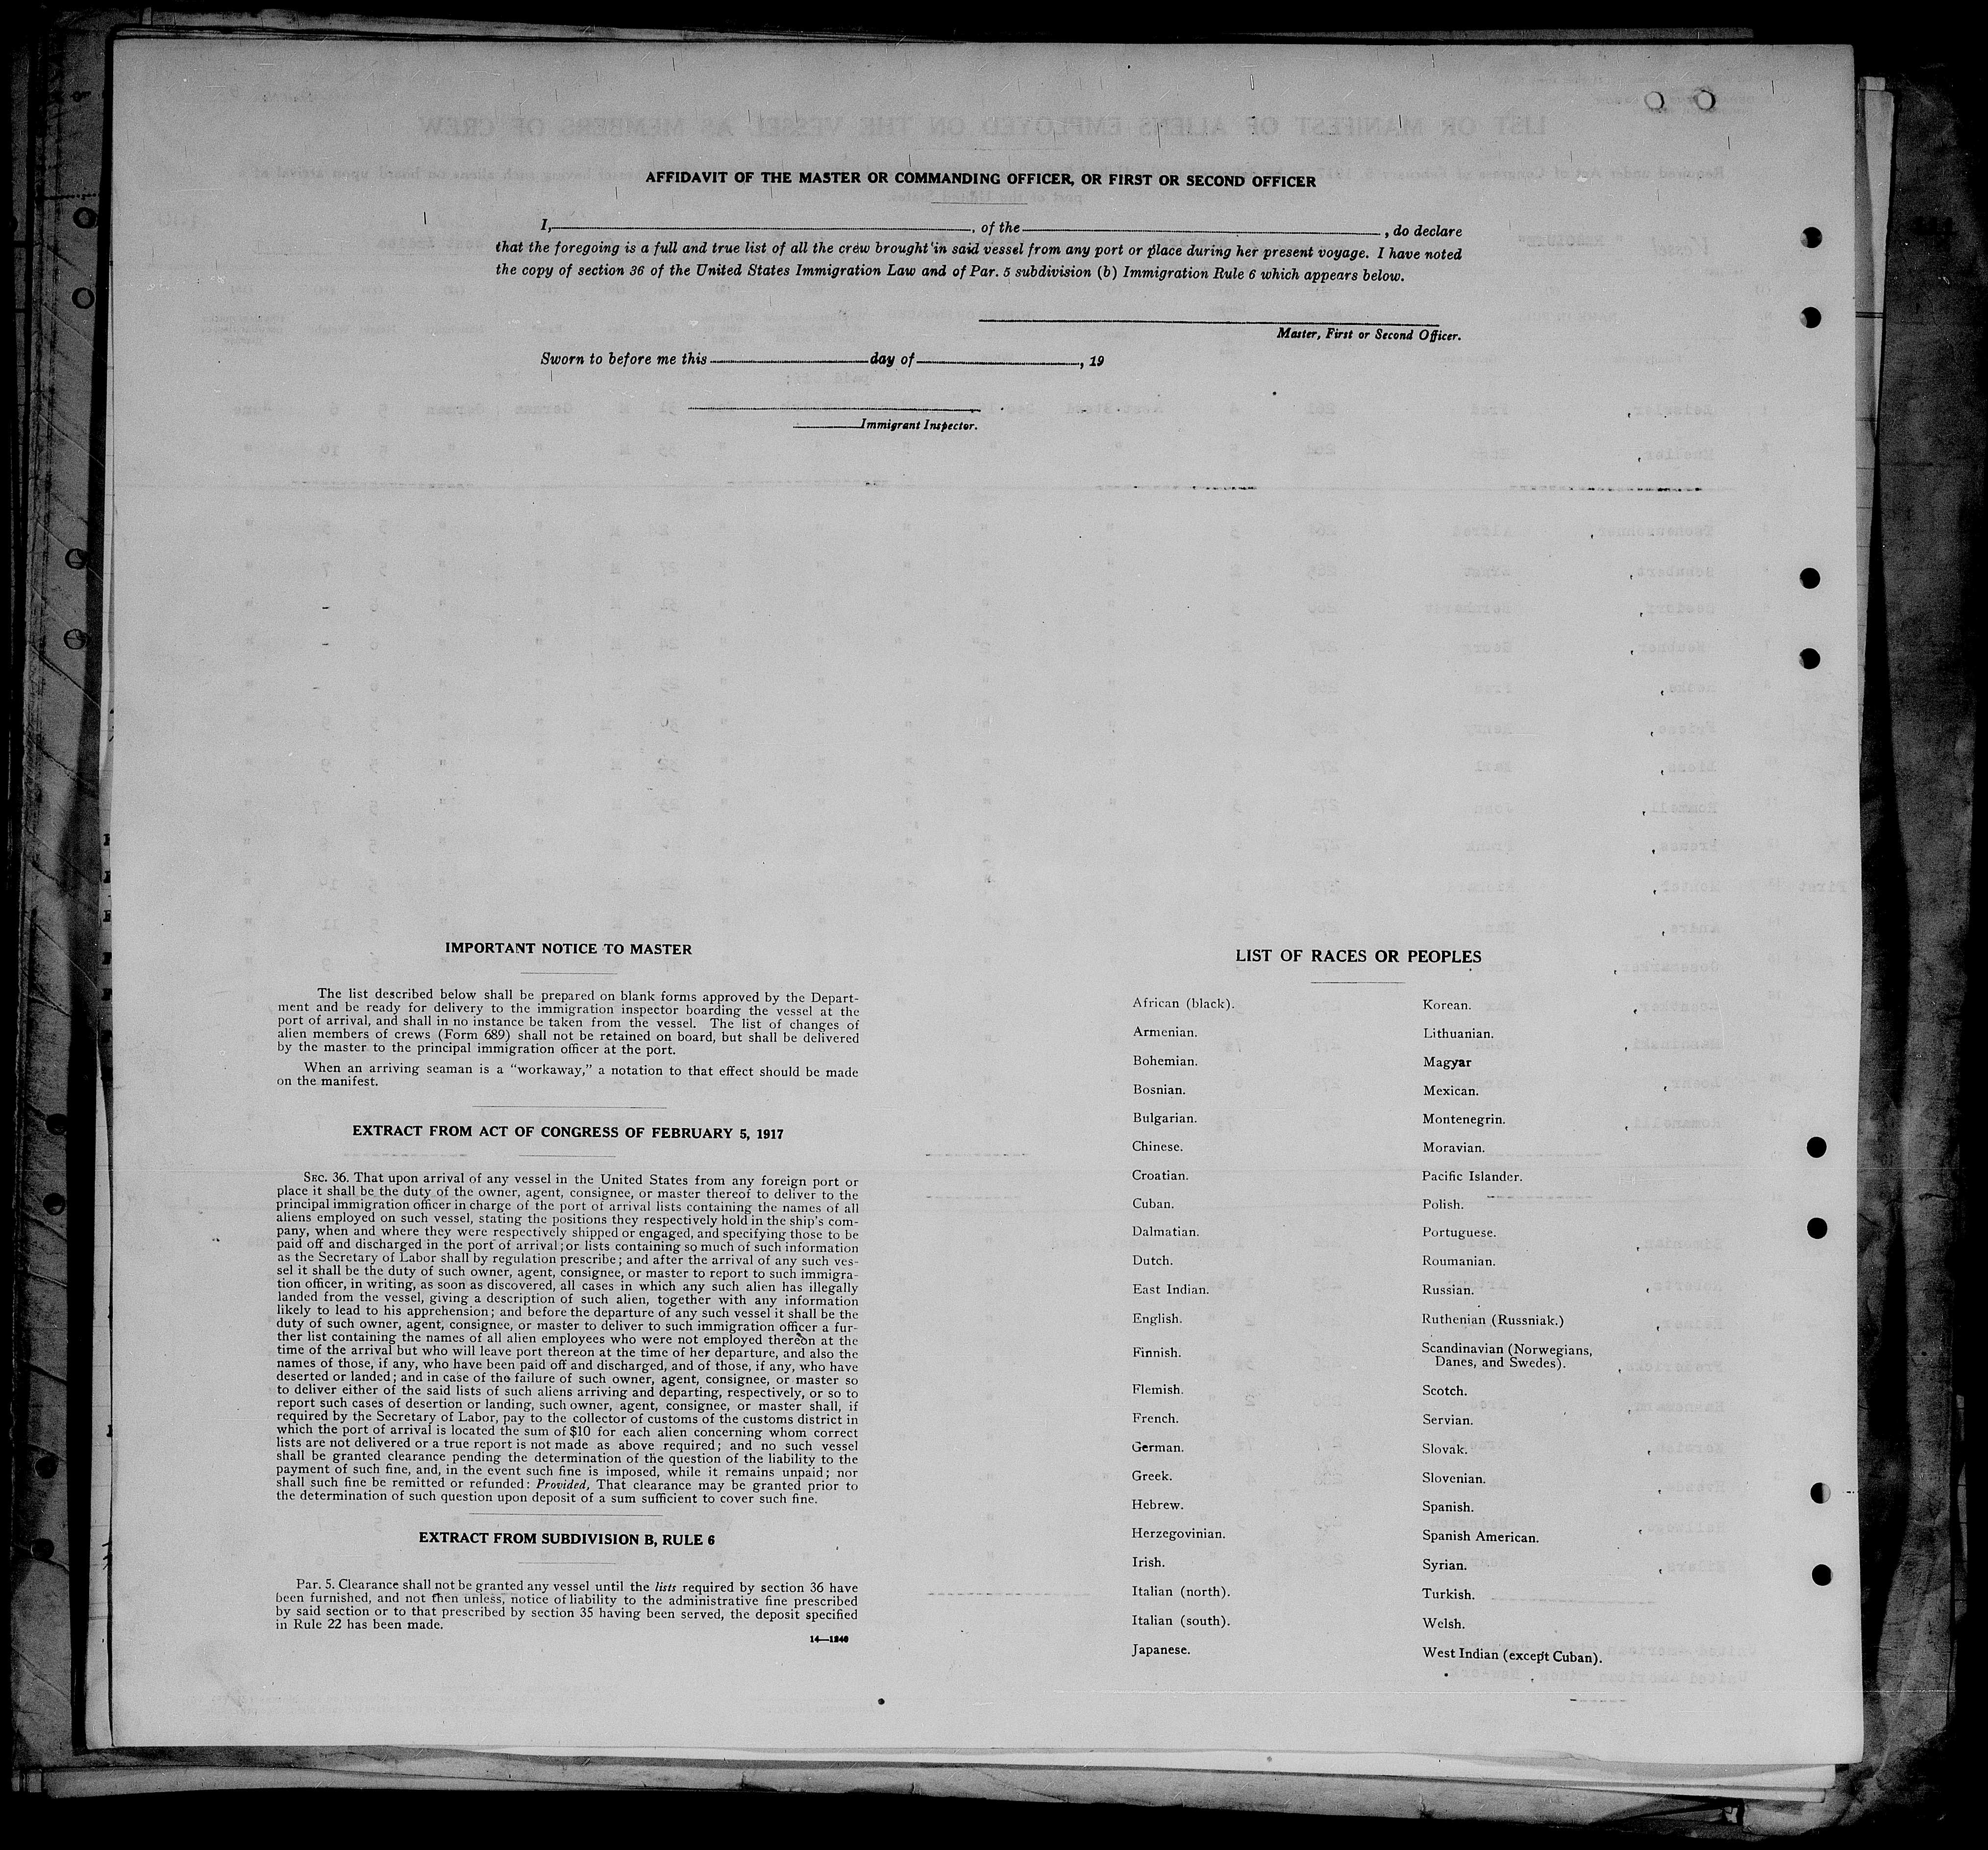 AFFIDAVIT OF THE MASTER OR COMMANDING OFFICER, OR FIRST OR SECOND OFFICER
I, , of the , do declare
that the foregoing is a full and true list of all the crew brought in said vessel from any port or place during her present voyage. I have noted
the copy of section 36 of the United States Immigration Law and of Par. 5 subdivision (b) Immigration Rule 6 which appears below.
Master, First or Second Officer.
Sworn to before me this day of , 19
Immigrant Inspector.
IMPORTANT NOTICE TO MASTER
The list described below shall be prepared on blank forms approved by the Depart-
ment and be ready for delivery to the immigration inspector boarding the vessel at the
port of arrival, and shall in no instance be taken from the vessel. The list of changes of
alien members of crews (Form 689) shall not be retained on board, but shall be delivered
by the master to the principal immigration officer at the port.
When an arriving seaman is a "workaway," a notation to that effect should be made
on the manifest.
EXTRACT FROM ACT OF CONGRESS OF FEBRUARY 5, 1917
SEC. 36. That upon arrival of any vessel in the United States from any foreign port or
place it shall be the duty of the owner, agent, consignee, or master thereof to deliver to the
principal immigration officer in charge of the port of arrival lists containing the names of all
aliens employed on such vessel, stating the positions they respectively hold in the ship's com-
pany, when and where they were respectively shipped or engaged, and specifying those to be
paid off and discharged in the port of arrival; or lists containing so much of such information
as the Secretary of Labor shall by regulation prescribe; and after the arrival of any such ves-
sel it shall be the duty of such owner, agent, consignee, or master to report to such immigra-
tion officer, in writing, as soon as discovered, all cases in which any such alien has illegally
landed from the vessel, giving a description of such alien, together with any information
likely to lead to his apprehension; and before the departure of any such vessel it shall be the
duty of such owner, agent, consignee, or master to deliver to such immigration officer a fur-
ther list containing the names of all alien employees who were not employed thereon at the
time of the arrival but who will leave port thereon at the time of her departure, and also the
names of those, if any, who have been paid off and discharged, and of those, if any, who have
deserted or landed; and in case of the failure of such owner, agent, consignee, or master so
to deliver either of the said lists of such aliens arriving and departing, respectively, or so to
report such cases of desertion or landing, such owner, agent, consignee, or master shall, if
required by the Secretary of Labor, pay to the collector of customs of the customs district in
which the port of arrival is located the sum of $10 for each alien concerning whom correct
lists are not delivered or a true report is not made as above required; and no such vessel
shall be granted clearance pending the determination of the question of the liability to the
payment of such fine, and, in the event such fine is imposed, while it remains unpaid; nor
shall such fine be remitted or refunded: Provided, That clearance may be granted prior to
the determination of such question upon deposit of a sum sufficient to cover such fine.
EXTRACT FROM SUBDIVISION B, RULE 6
Par. 5. Clearance shall not be granted any vessel until the lists required by section 36 have
been furnished, and not then unless, notice of liability to the administrative fine prescribed
by said section or to that prescribed by section 35 having been served, the deposit specified
in Rule 22 has been made.
14—1240
LIST OF RACES OR PEOPLES
African (black).
Armenian.
Bohemian.
Bosnian.
Bulgarian.
Chinese.
Croatian.
Cuban.
Dalmatian.
Dutch.
East Indian.
English.
Finnish.
Flemish.
French.
German.
Greek.
Hebrew.
Herzegovinian.
Irish.
Italian (north).
Italian (south).
Japanese.
Korean.
Lithuanian.
Magyar
Mexican.
Montenegrin.
Moravian.
Pacific Islander.
Polish.
Portuguese.
Roumanian.
Russian.
Ruthenian (Russniak.)
Scandinavian (Norwegians,
Danes, and Swedes).
Scotch.
Servian.
Slovak.
Slovenian.
Spanish.
Spanish American.
Syrian.
Turkish.
Welsh.
West Indian (except Cuban).